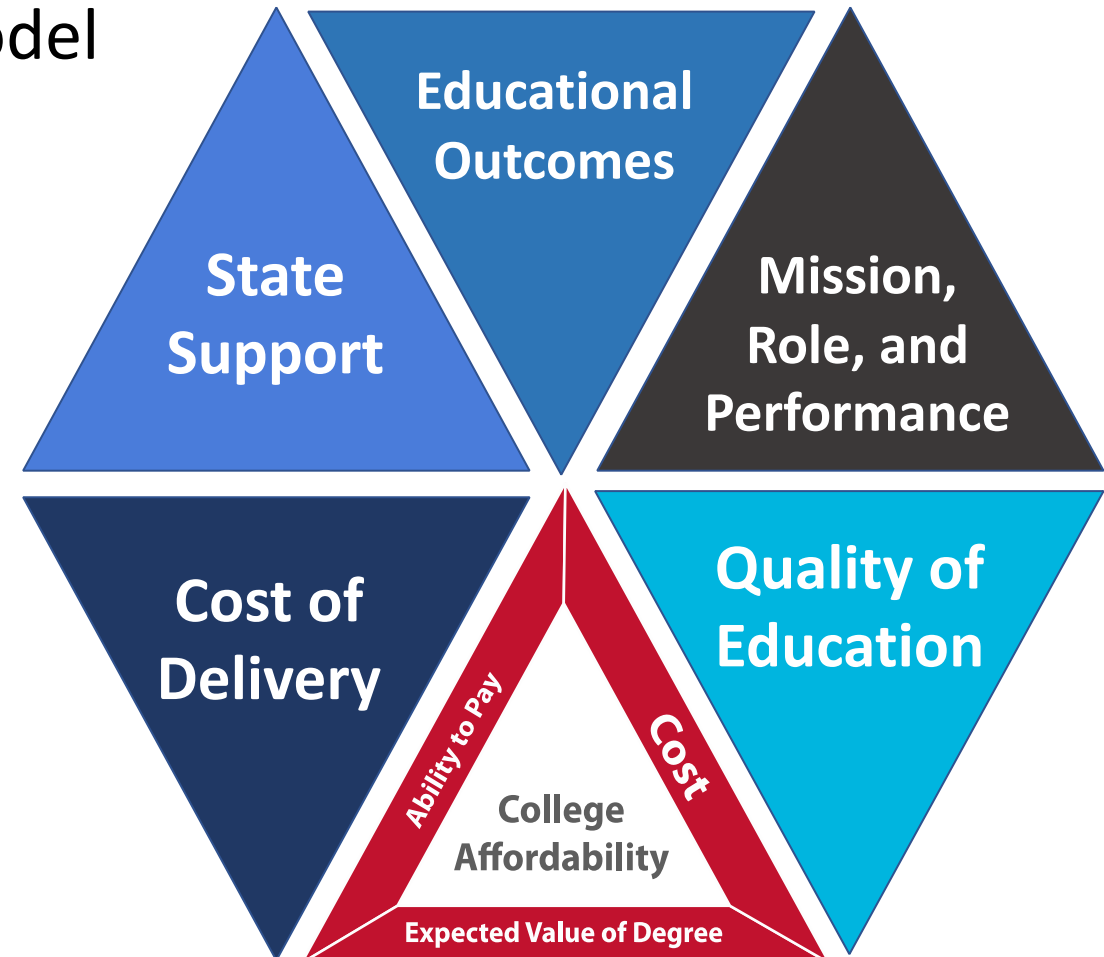 odel
Educational
Outcomes
State
Support
Mission,
Role, and
Performance
Cost of
Delivery
Quality of
Education
Ability to Pay
Cost
College
Affordability
Expected Value of Degree